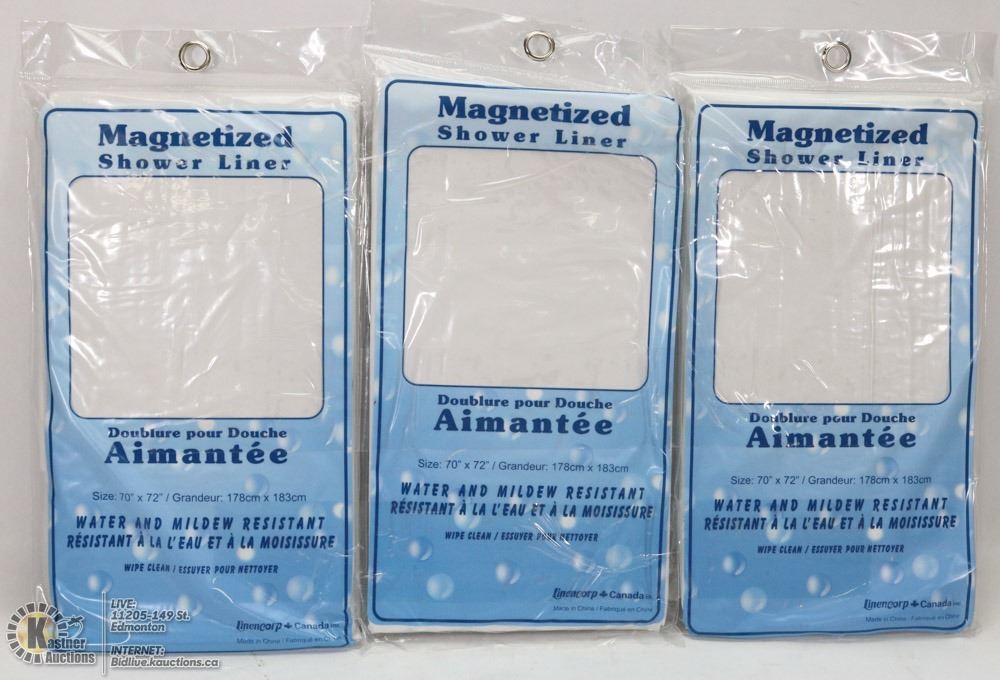 Magnetized
Shower Liner
Doublure pour Douche
Aimantée
Size: 70" x 72" / Grandeur: 178cm x 183cm
WATER AND MILDEW RESISTANT
RÉSISTANT À LA L'EAU ET À LA MOISISSURE
WIPE CLEAN / ESSUYER POUR NETTOYER
Linencorp Canada inc.
Made in China / Fabriqué en Chine
Magnetized
Shower Liner
Doublure pour Douche
Aimantée
Size: 70" x 72" / Grandeur: 178cm x 183cm
WATER AND MILDEW RESISTANT
RÉSISTANT À LA L'EAU ET À LA MOISISSURE
WIPE CLEAN / ESSUYER POUR NETTOYER
Linencorp Canada
Made in China / Fabriqué en Chine
Magnetized
Shower Liner
Doublure pour Douche
Aimantée
Size: 70" x 72" / Grandeur: 178cm x 183cm
WATER AND MILDEW RESISTANT
RÉSISTANT À LA L'EAU ET À LA MOISISSURE
WIPE CLEAN / ESSUYER POUR NETTOYER
Linencorp Canada inc.
Made in China / Fabriqué en
Kastner
Auctions
LIVE:
11205-149 St.
Edmonton
INTERNET:
Bidlive.kauctions.ca